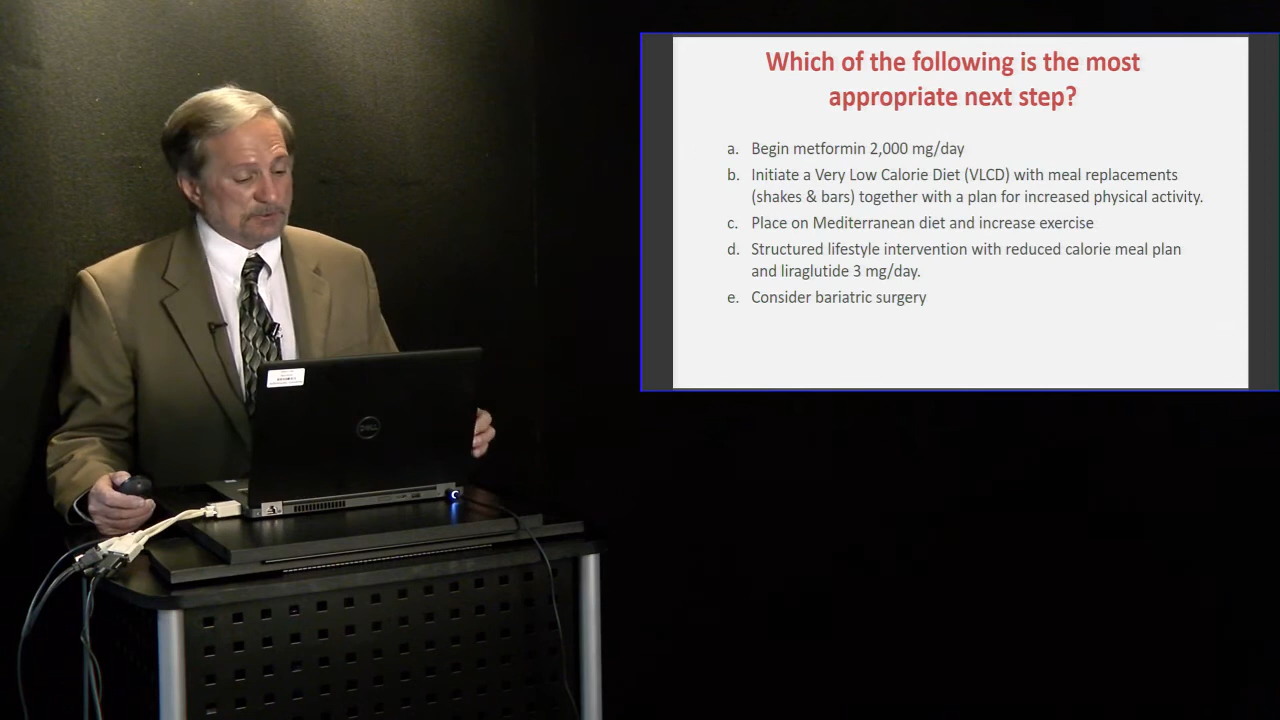 Which of the following is the most
appropriate next step?
a. Begin metformin 2,000 mg/day
b. Initiate a Very Low Calorie Diet (VLCD) with meal replacements
(shakes & bars) together with a plan for increased physical activity.
c. Place on Mediterranean diet and increase exercise
d. Structured lifestyle intervention with reduced calorie meal plan
and liraglutide 3 mg/day.
e. Consider bariatric surgery
DELL